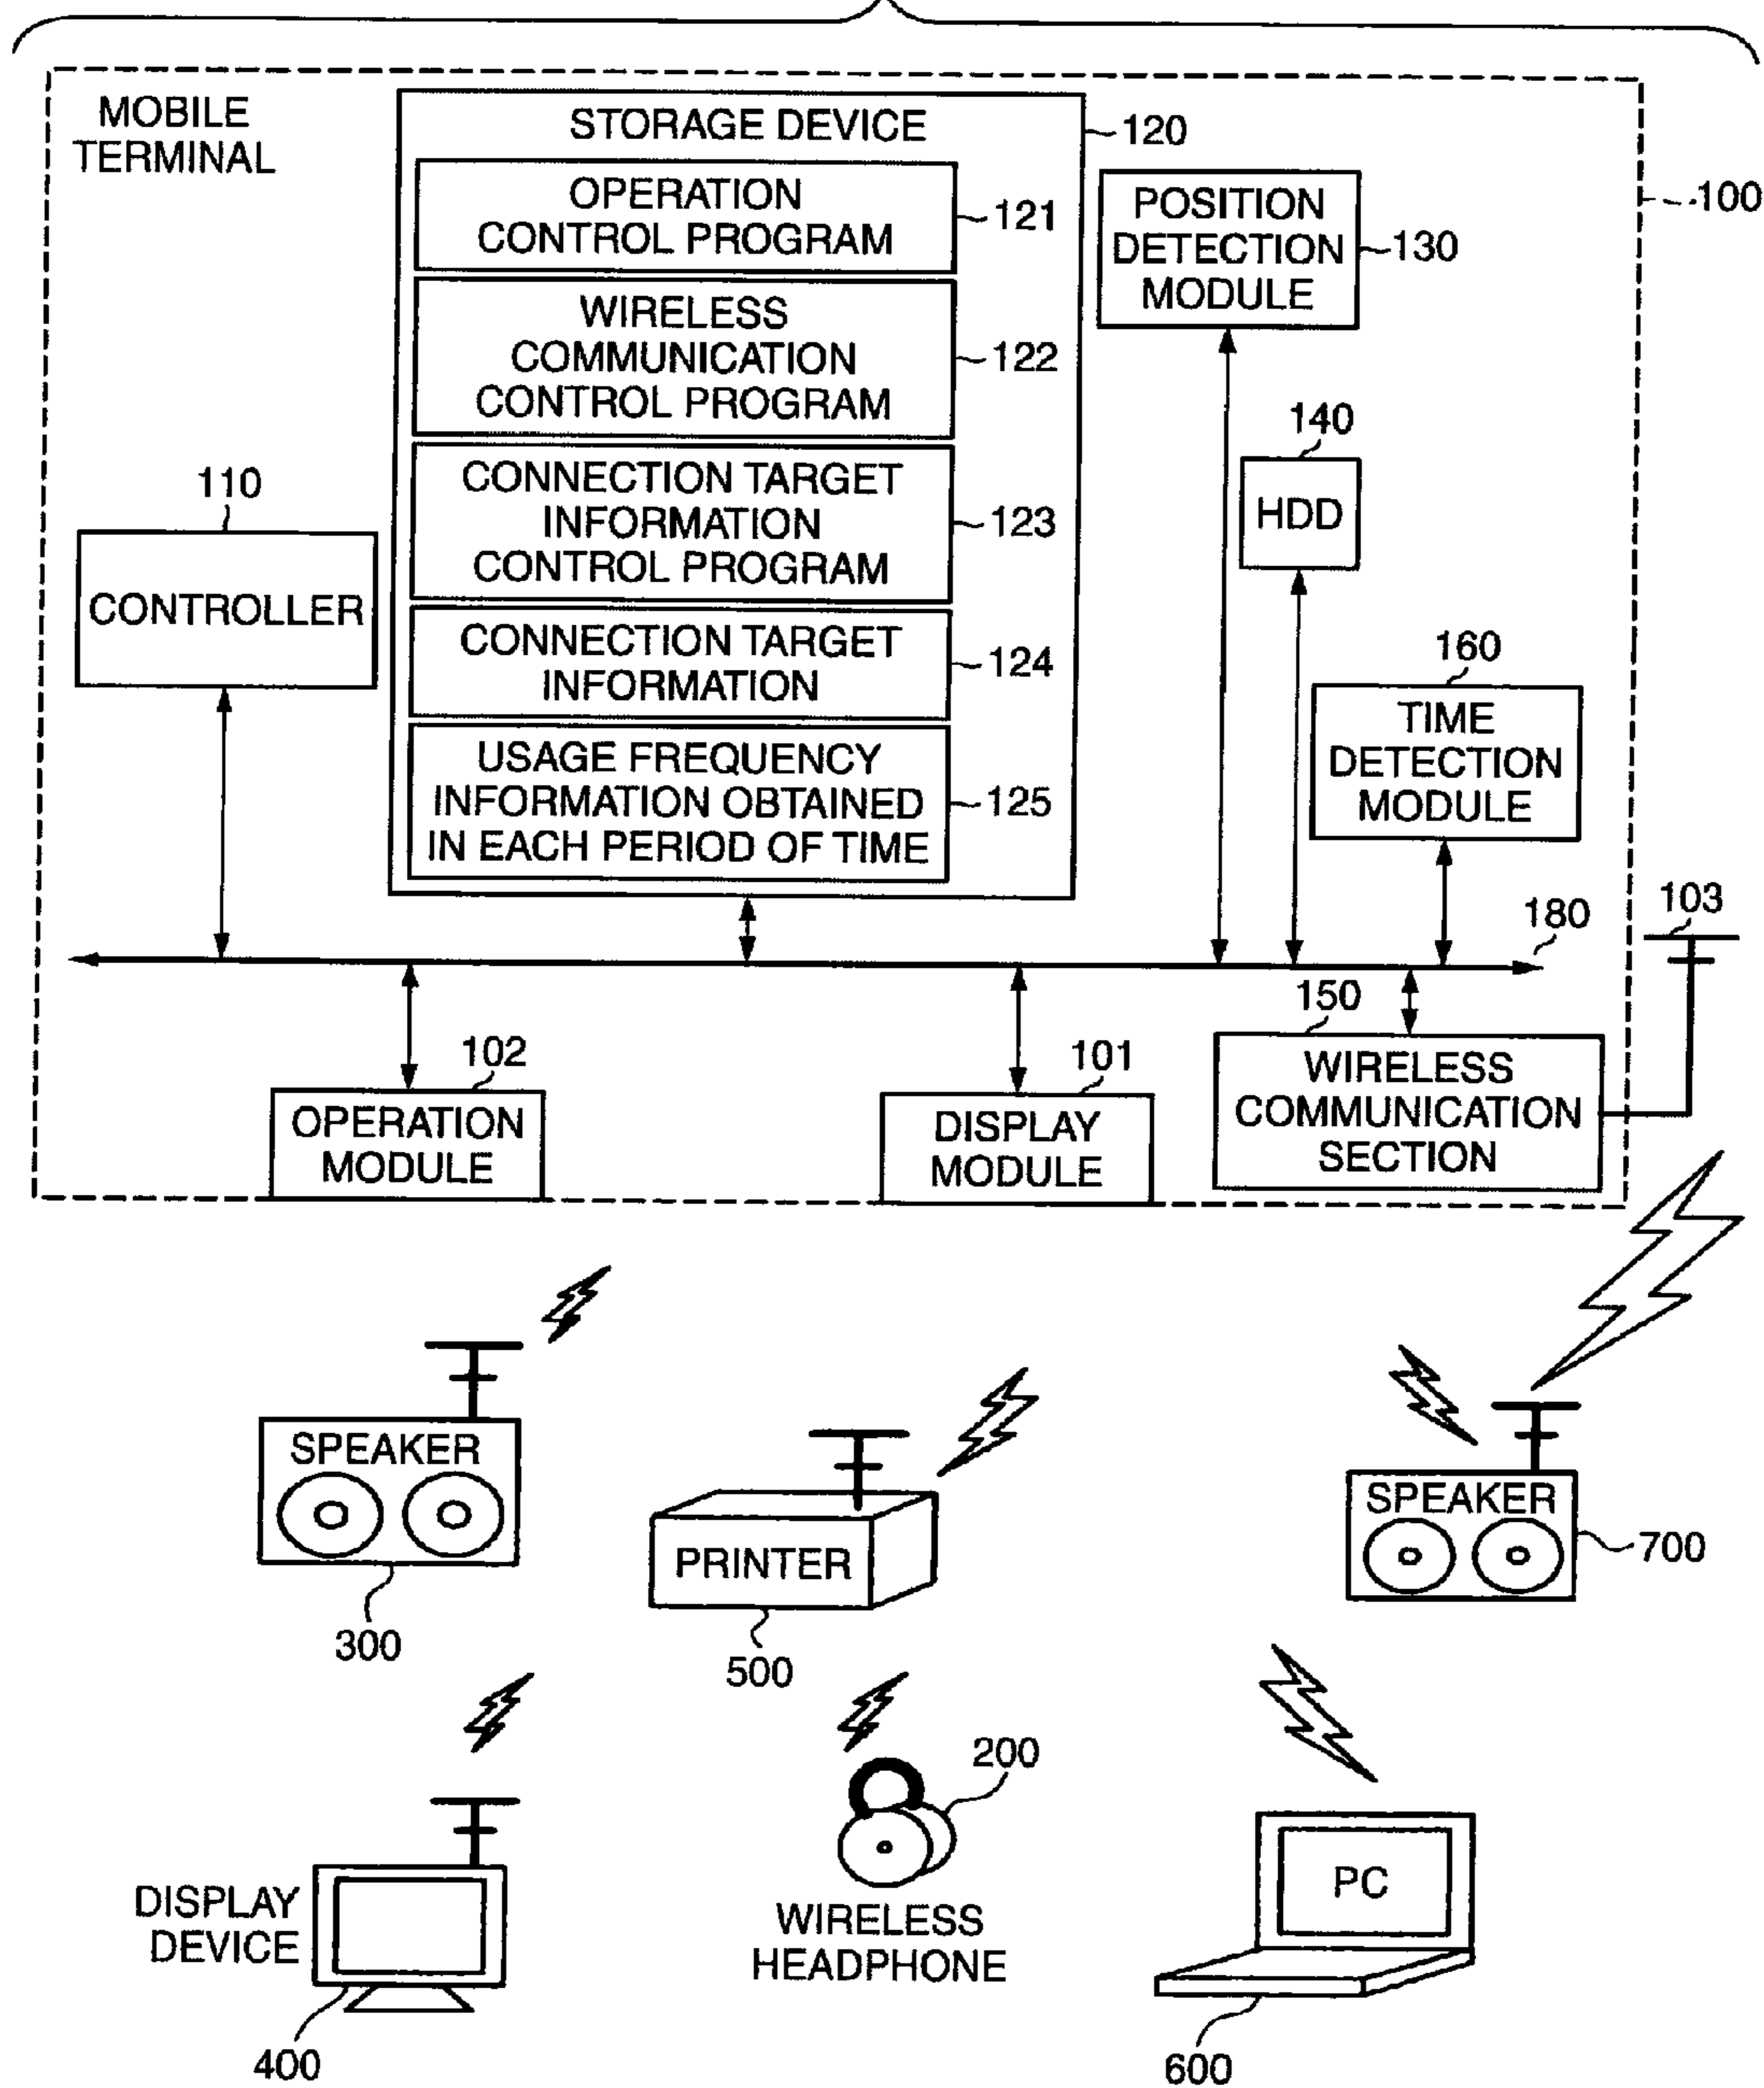 MOBILE
TERMINAL
STORAGE DEVICE
120
OPERATION
CONTROL PROGRAM
121
WIRELESS
COMMUNICATION
CONTROL PROGRAM
122
CONNECTION TARGET
INFORMATION
CONTROL PROGRAM
123
CONNECTION TARGET
INFORMATION
124
USAGE FREQUENCY
INFORMATION OBTAINED
IN EACH PERIOD OF TIME
125
POSITION
DETECTION
MODULE
130
100
140
HDD
110
CONTROLLER
160
TIME
DETECTION
MODULE
180
103
150
WIRELESS
COMMUNICATION
SECTION
102
OPERATION
MODULE
101
DISPLAY
MODULE
SPEAKER
300
PRINTER
500
SPEAKER
700
DISPLAY
DEVICE
400
200
WIRELESS
HEADPHONE
PC
600